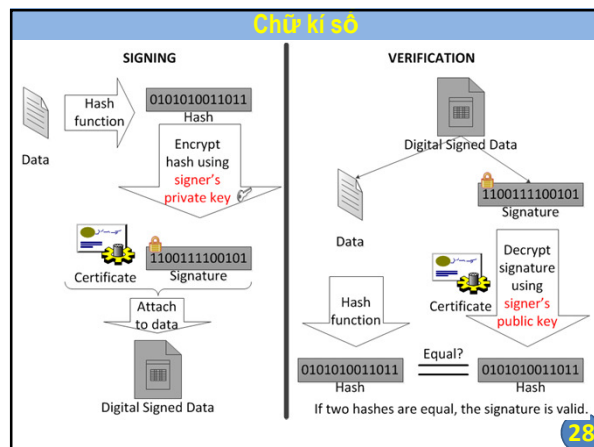 Chữ kí số
SIGNING
Data
Hash
function
0101010011011
Hash
Encrypt
hash using
signer's
private key
Certificate
1100111100101
Signature
Attach
to data
Digital Signed Data
VERIFICATION
Digital Signed Data
Data
1100111100101
Signature
Hash
function
Certificate
Decrypt
signature
using
signer's
public key
0101010011011
Hash
Equal?
0101010011011
Hash
If two hashes are equal, the signature is valid.
28